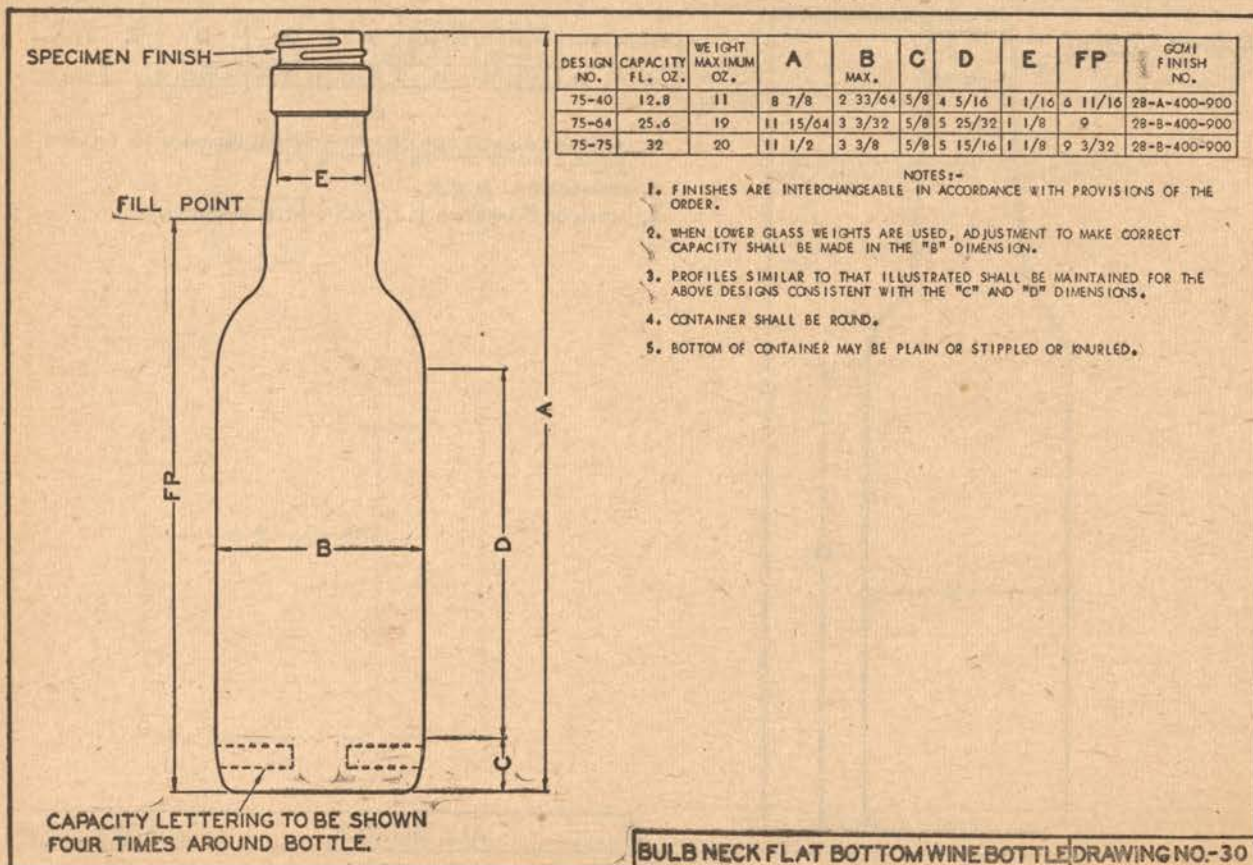 SPECIMEN FINISH
DESIGN NO. CAPACITY FL. OZ. WEIGHT MAXIMUM OZ. A B MAX. C D E FP GCMI FINISH NO.
75-40 12.8 11 8 7/8 2 33/64 5/8 4 5/16 1 1/16 6 11/16 28-A-400-900
75-64 25.6 19 11 15/64 3 3/32 5/8 5 25/32 1 1/8 9 28-B-400-900
75-75 32 20 11 1/2 3 3/8 5/8 5 15/16 1 1/8 9 3/32 28-B-400-900
NOTES:-
1. FINISHES ARE INTERCHANGEABLE IN ACCORDANCE WITH PROVISIONS OF THE
ORDER.
2. WHEN LOWER GLASS WEIGHTS ARE USED, ADJUSTMENT TO MAKE CORRECT
CAPACITY SHALL BE MADE IN THE "B" DIMENSION.
3. PROFILES SIMILAR TO THAT ILLUSTRATED SHALL BE MAINTAINED FOR THE
ABOVE DESIGNS CONSISTENT WITH THE "C" AND "D" DIMENSIONS.
4. CONTAINER SHALL BE ROUND.
5. BOTTOM OF CONTAINER MAY BE PLAIN OR STIPPLED OR KNURLED.
E
FILL POINT
A
FP
B
D
C
CAPACITY LETTERING TO BE SHOWN
FOUR TIMES AROUND BOTTLE.
BULB NECK FLAT BOTTOM WINE BOTTLE DRAWING NO-30